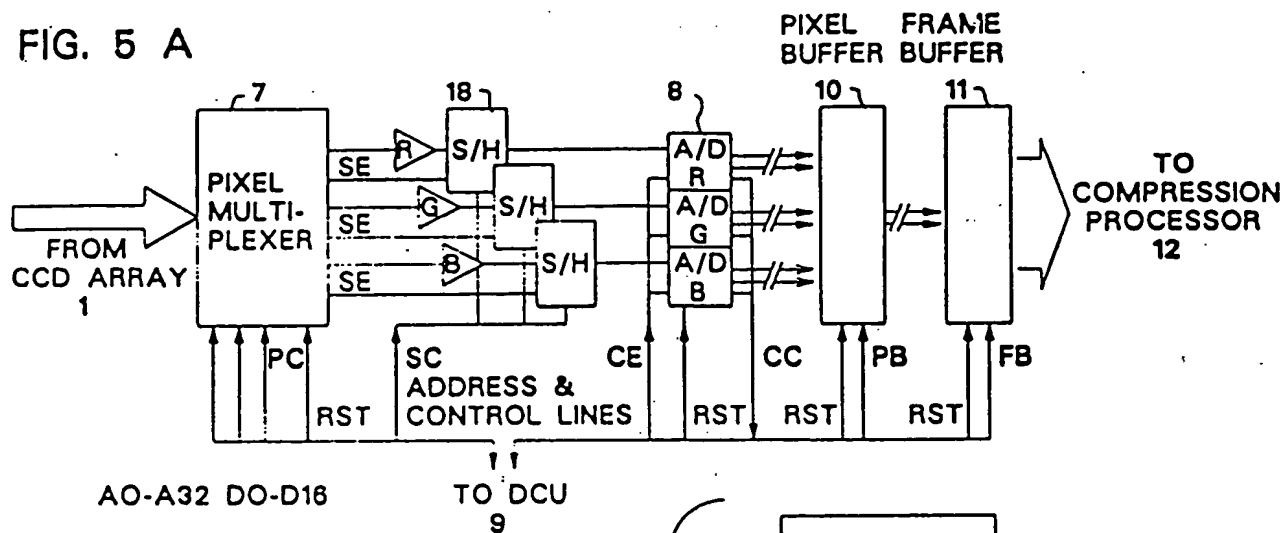 FIG. 5 A
PIXEL BUFFER
FRAME BUFFER
7
18
8
10
11
PIXEL MULTI- PLEXER
SE
SE
SE
R
G
B
S/H
S/H
S/H
A/D R
A/D G
A/D B
FROM CCD ARRAY 1
TO COMPRESSION PROCESSOR 12
PC
SC
CE
CC
PB
FB
ADDRESS & CONTROL LINES
RST
RST
RST
RST
AO-A32 DO-D16
TO DCU 9